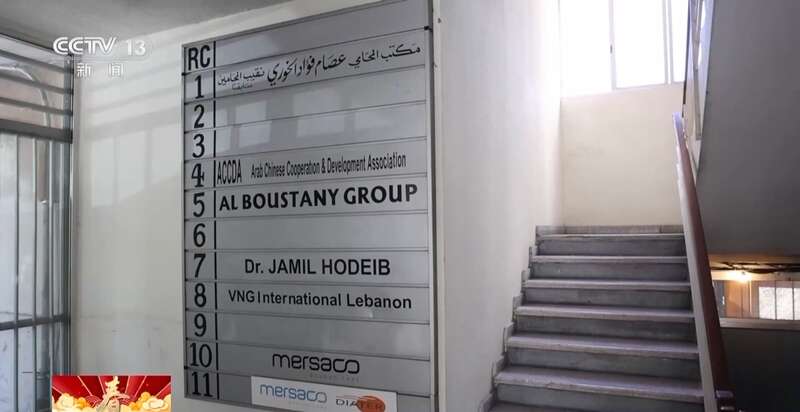 CCTV 13
新闻
RC
1 مكتب المحامي عصام فؤاد الخوري نقيب المحامين سابقا
2
3
4 ACCDA Arab Chinese Cooperation & Development Association
5 AL BOUSTANY GROUP
6
7 Dr. JAMIL HODEIB
8 VNG International Lebanon
9
10 mersaco
11 mersaco DIATEK